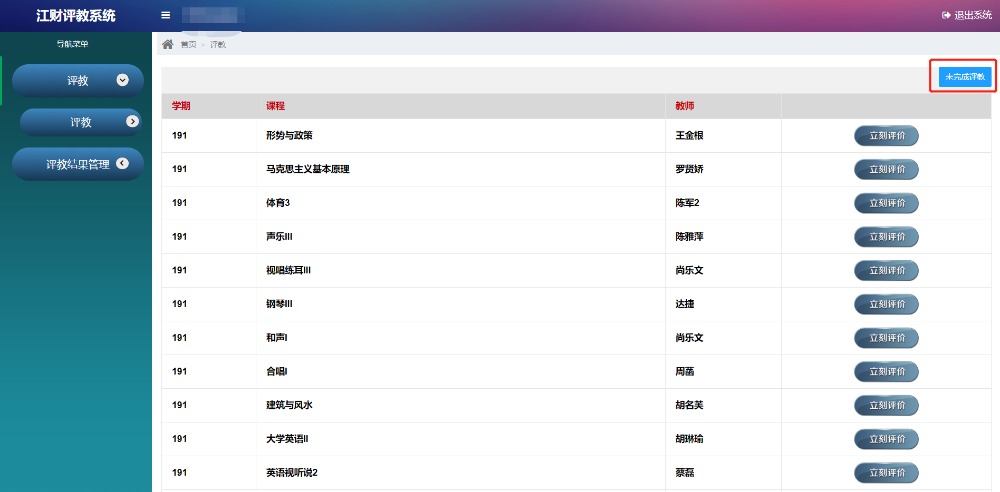 江财评教系统
退出系统
导航菜单
首页 > 评教
评教
评教
评教结果管理
未完成评教
学期 课程 教师
191 形势与政策 王金根 立刻评价
191 马克思主义基本原理 罗贤娇 立刻评价
191 体育3 陈军2 立刻评价
191 声乐III 陈雅萍 立刻评价
191 视唱练耳III 尚乐文 立刻评价
191 钢琴III 达捷 立刻评价
191 和声I 尚乐文 立刻评价
191 合唱I 周菡 立刻评价
191 建筑与风水 胡名芙 立刻评价
191 大学英语II 胡琳瑜 立刻评价
191 英语视听说2 蔡磊 立刻评价